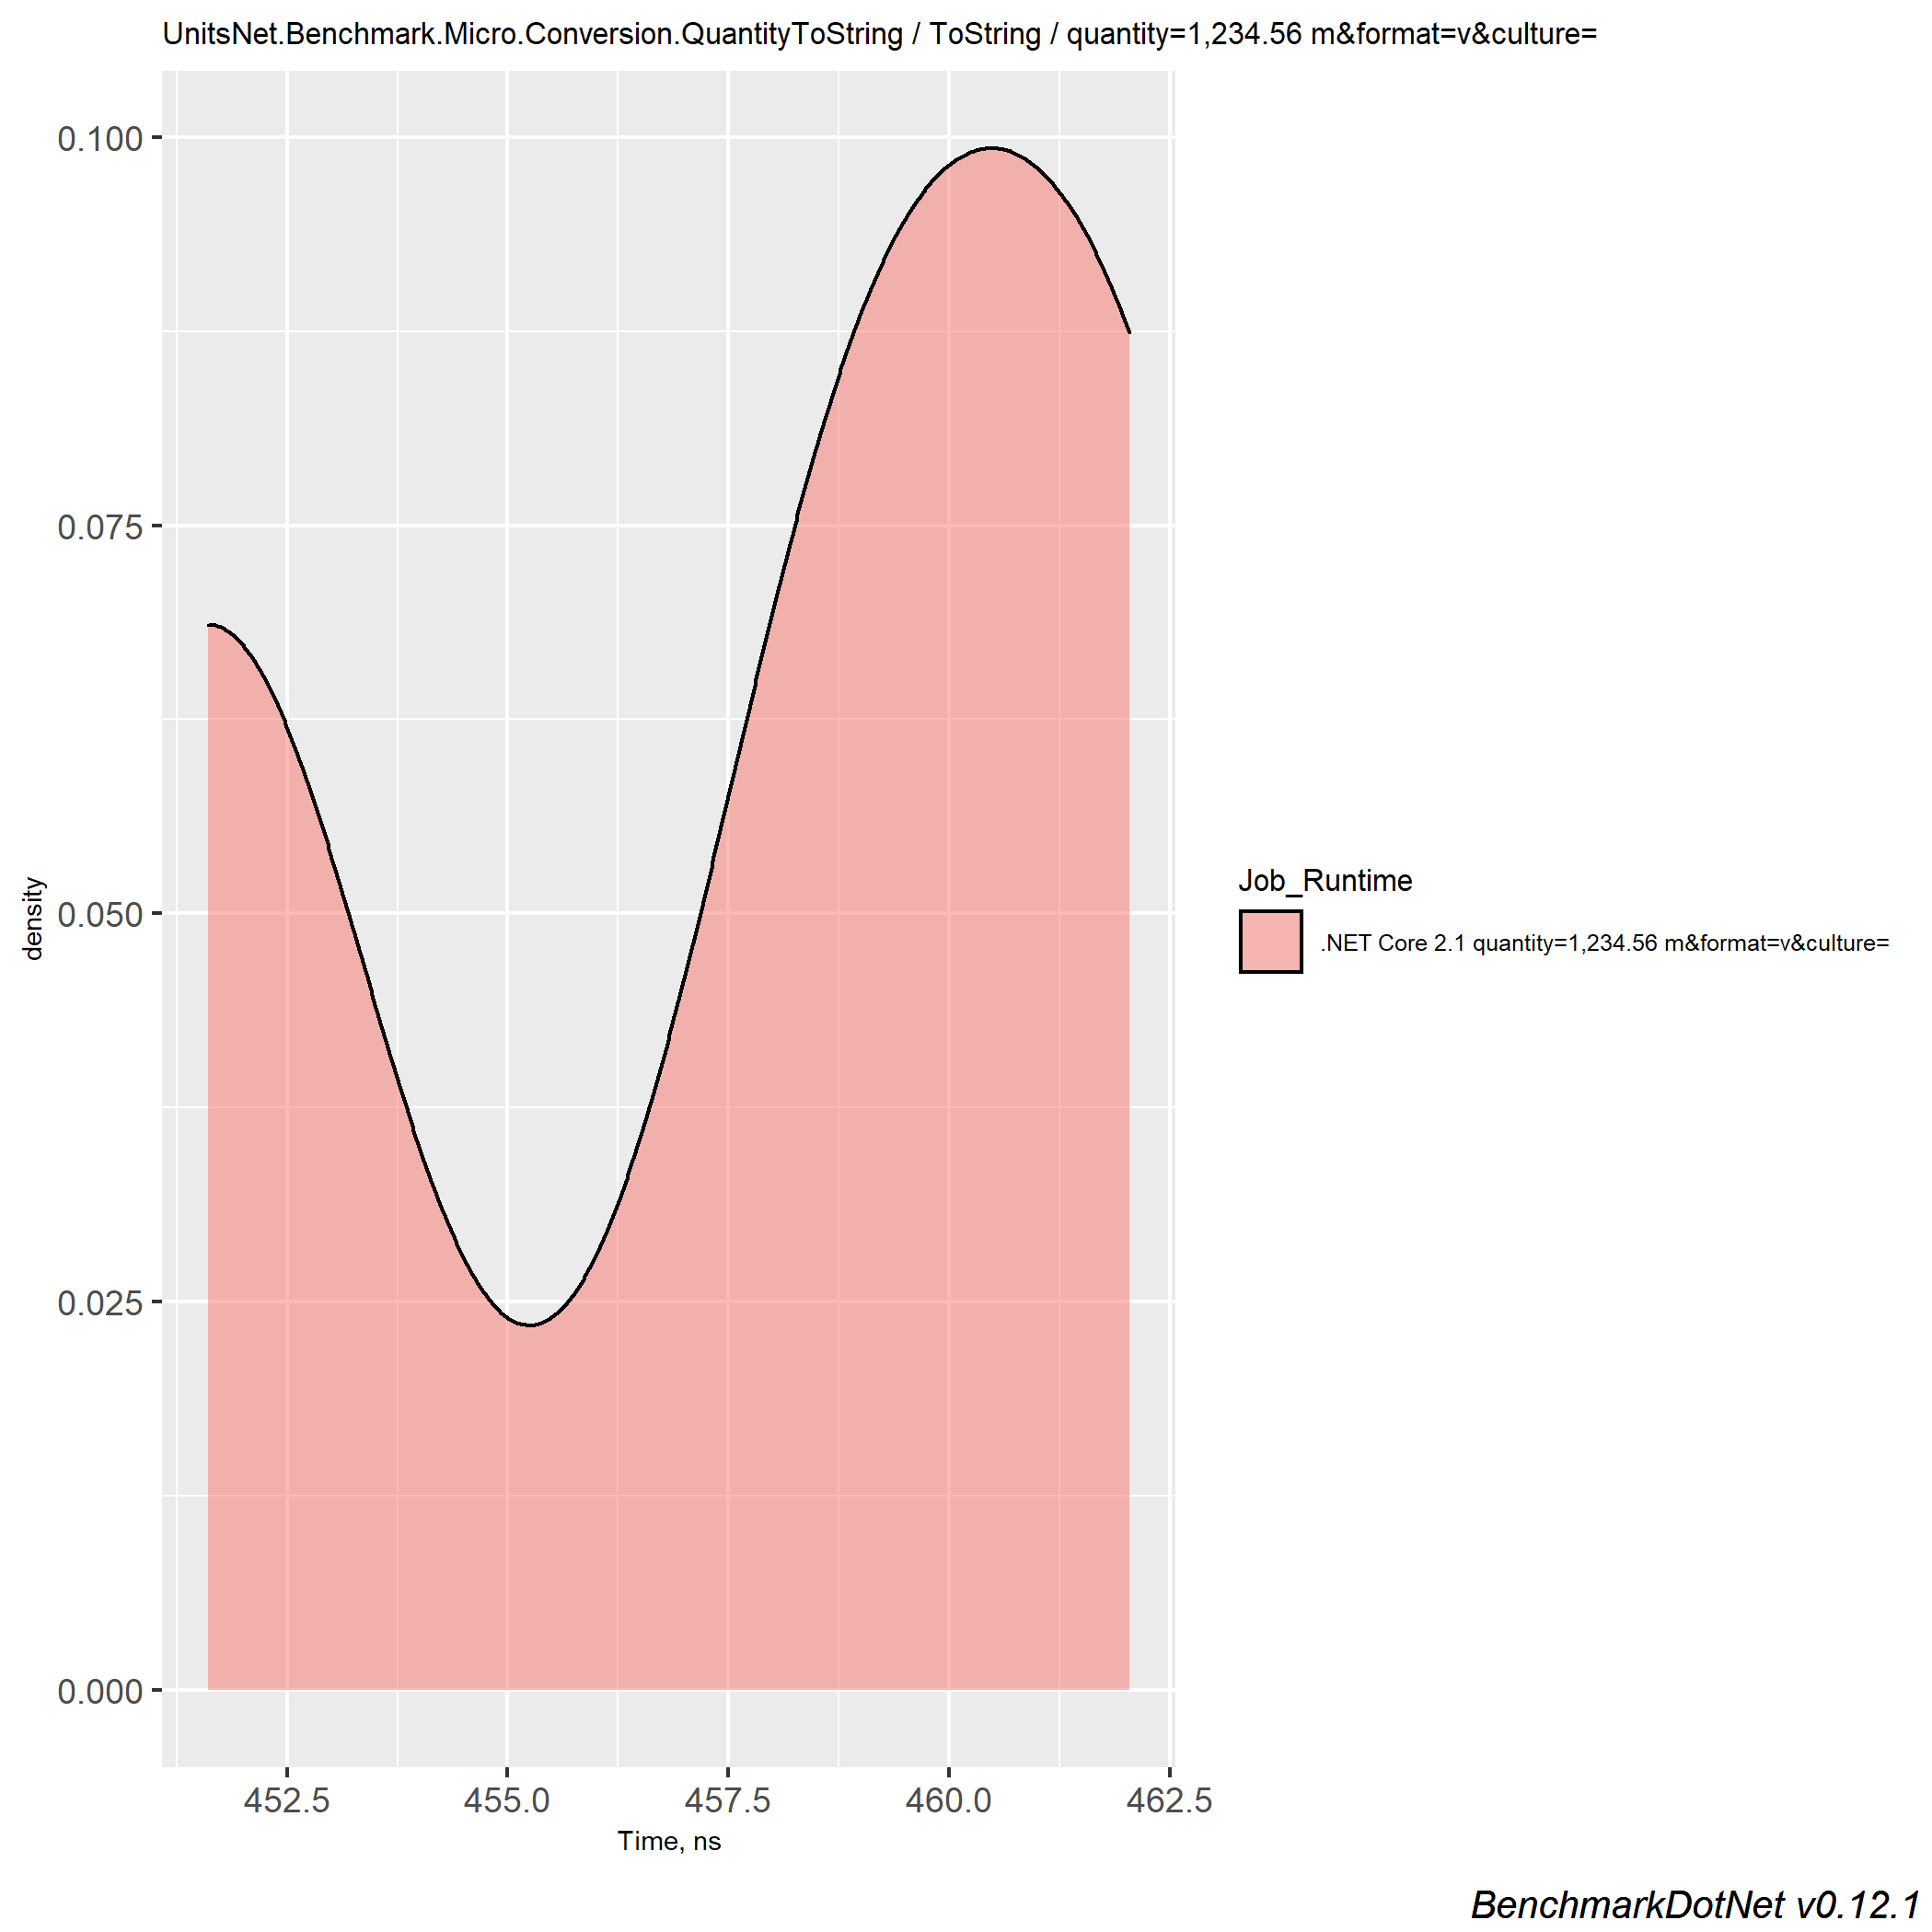 UnitsNet.Benchmark.Micro.Conversion.QuantityToString / ToString / quantity=1,234.56 m&format=v&culture=
0.100
0.075
0.050
0.025
0.000
density
452.5 455.0 457.5 460.0 462.5
Time, ns
Job_Runtime
.NET Core 2.1 quantity=1,234.56 m&format=v&culture=
BenchmarkDotNet v0.12.1